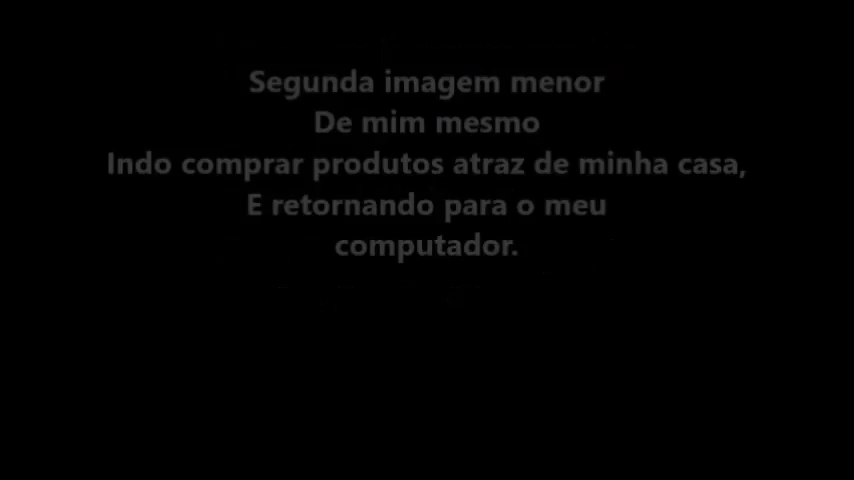 Segunda imagem menor
De mim mesmo
Indo comprar produtos atraz de minha casa,
E retornando para o meu
computador.